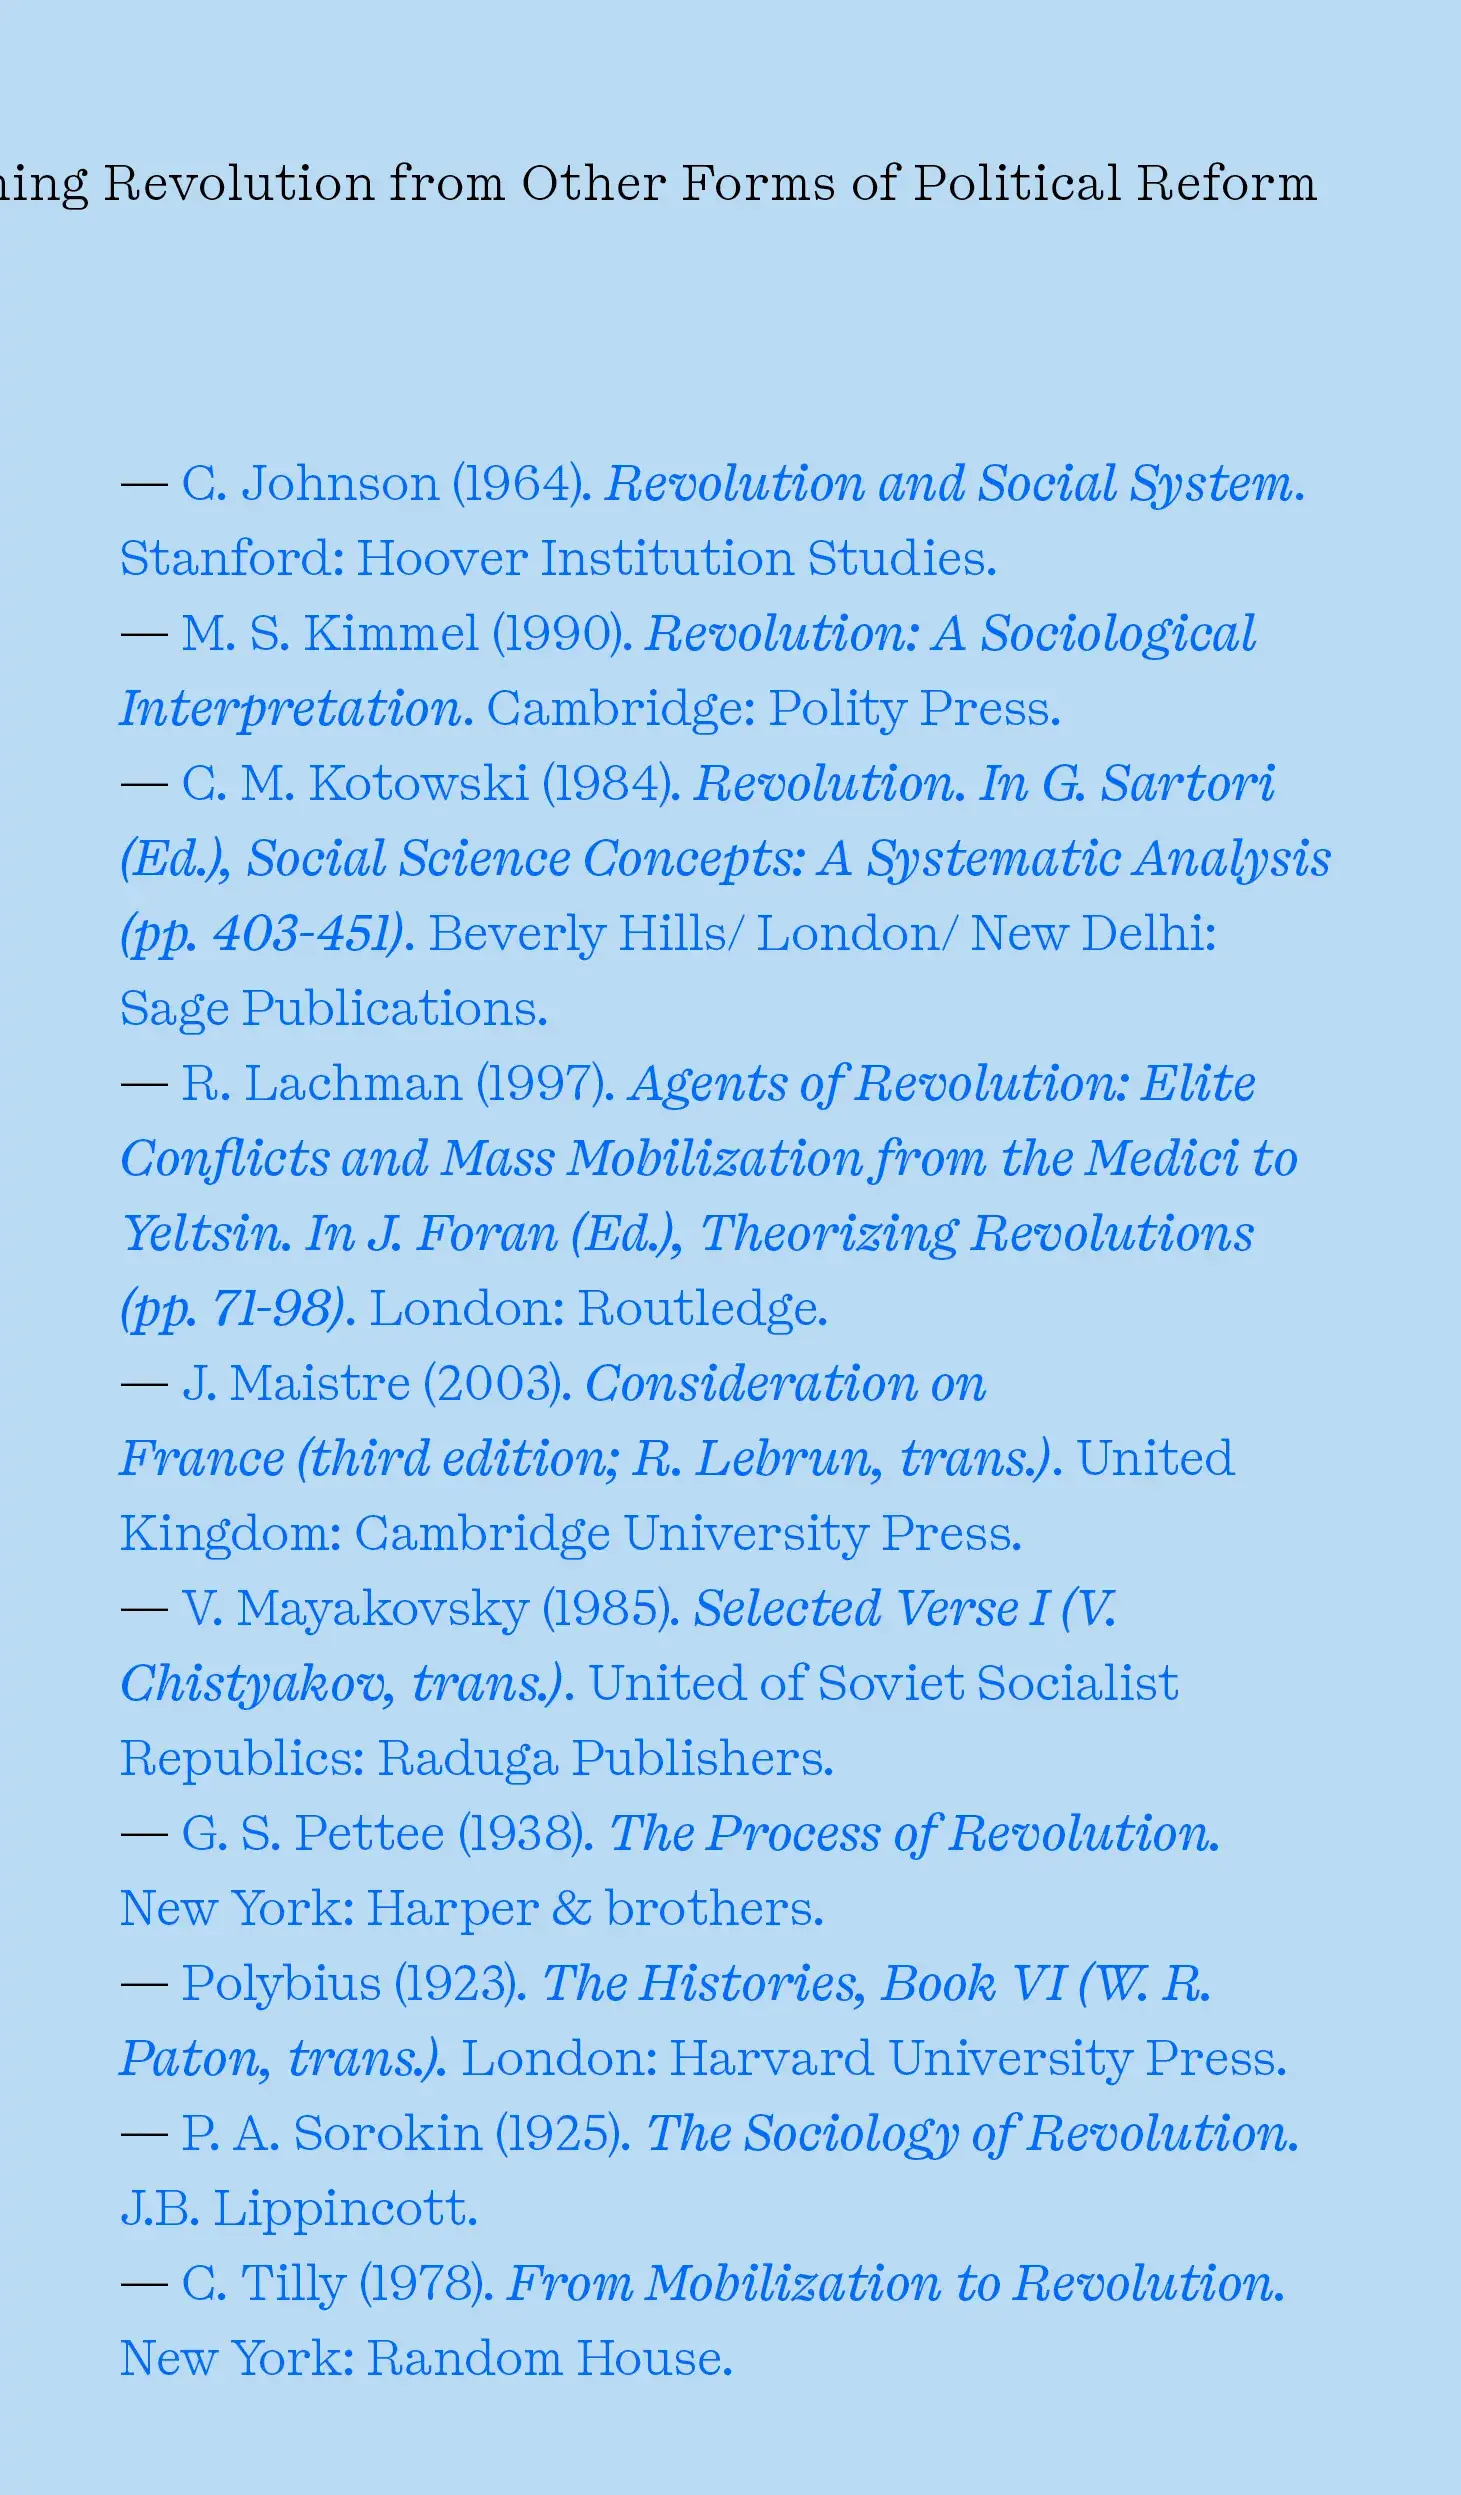 Revolution from Other Forms of Political Reform
— C. Johnson (1964). Revolution and Social System.
Stanford: Hoover Institution Studies.
— M. S. Kimmel (1990). Revolution: A Sociological
Interpretation. Cambridge: Polity Press.
— C. M. Kotowski (1984). Revolution. In G. Sartori
(Ed.), Social Science Concepts: A Systematic Analysis
(pp. 403-451). Beverly Hills/ London/ New Delhi:
Sage Publications.
— R. Lachman (1997). Agents of Revolution: Elite
Conflicts and Mass Mobilization from the Medici to
Yeltsin. In J. Foran (Ed.), Theorizing Revolutions
(pp. 71-98). London: Routledge.
— J. Maistre (2003). Consideration on
France (third edition; R. Lebrun, trans.). United
Kingdom: Cambridge University Press.
— V. Mayakovsky (1985). Selected Verse I (V.
Chistyakov, trans.). United of Soviet Socialist
Republics: Raduga Publishers.
— G. S. Pettee (1938). The Process of Revolution.
New York: Harper & brothers.
— Polybius (1923). The Histories, Book VI (W. R.
Paton, trans.). London: Harvard University Press.
— P. A. Sorokin (1925). The Sociology of Revolution.
J.B. Lippincott.
— C. Tilly (1978). From Mobilization to Revolution.
New York: Random House.